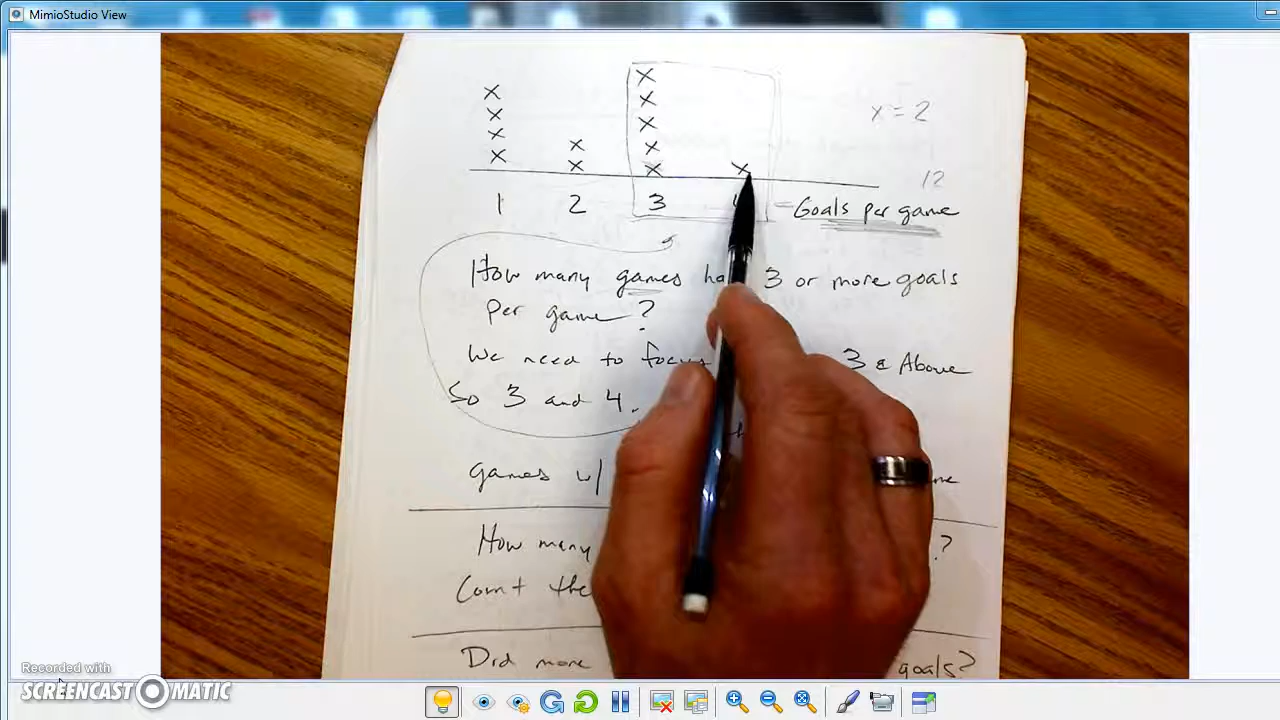 MimioStudio View
x
x x
x x
x x x = 2
x x x
x x x x 12
1 2 3 4 = Goals per game
How many games ha 3 or more goals
Per game?
We need to focus 3 & Above
So 3 and 4.
games w/
How many ?
Count the
Did more goals?
Recorded with
SCREENCAST O MATIC